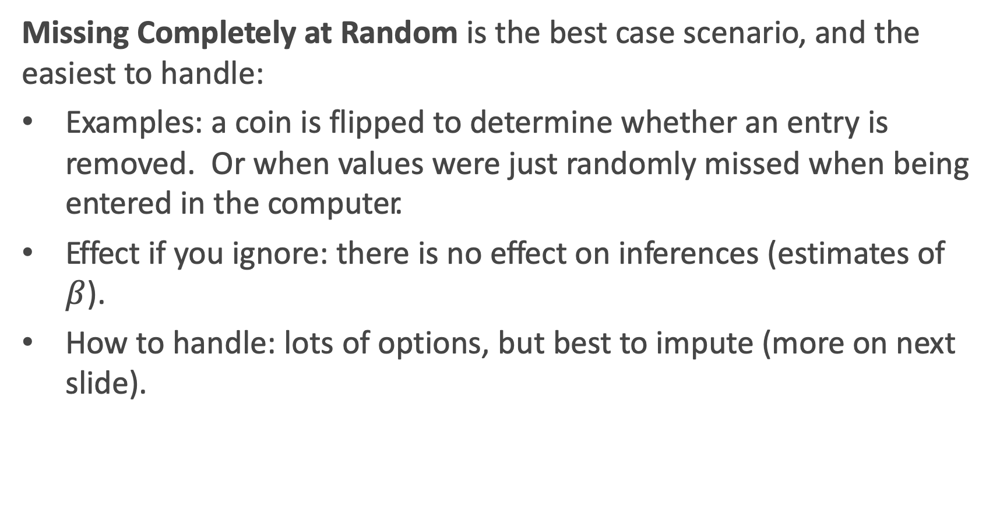 Missing Completely at Random is the best case scenario, and the
easiest to handle:
• Examples: a coin is flipped to determine whether an entry is
removed.  Or when values were just randomly missed when being
entered in the computer.
• Effect if you ignore: there is no effect on inferences (estimates of
𝛽).
• How to handle: lots of options, but best to impute (more on next
slide).